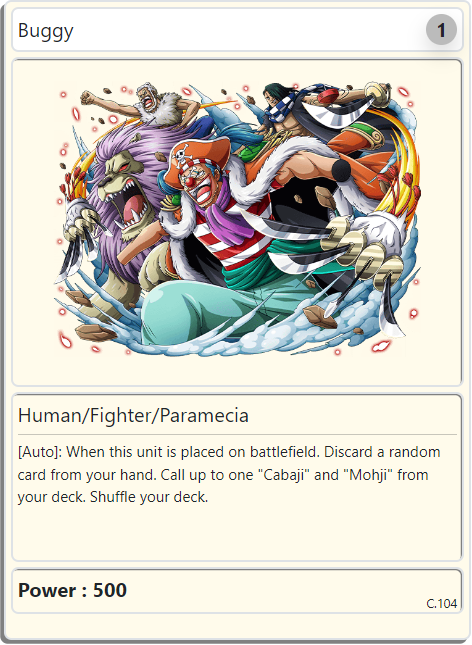 Buggy
1
Human/Fighter/Paramecia
[Auto]: When this unit is placed on battlefield. Discard a random
card from your hand. Call up to one "Cabaji" and "Mohji" from
your deck. Shuffle your deck.
Power : 500
C.104